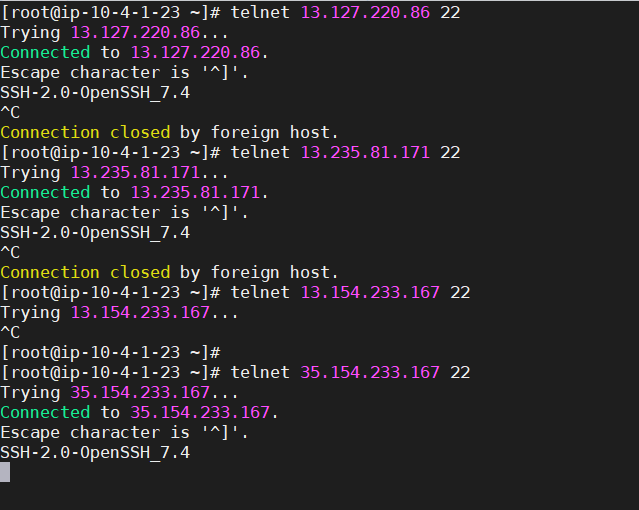 [root@ip-10-4-1-23 ~]# telnet 13.127.220.86 22
Trying 13.127.220.86...
Connected to 13.127.220.86.
Escape character is '^]'.
SSH-2.0-OpenSSH_7.4
^C
Connection closed by foreign host.
[root@ip-10-4-1-23 ~]# telnet 13.235.81.171 22
Trying 13.235.81.171...
Connected to 13.235.81.171.
Escape character is '^]'.
SSH-2.0-OpenSSH_7.4
^C
Connection closed by foreign host.
[root@ip-10-4-1-23 ~]# telnet 13.154.233.167 22
Trying 13.154.233.167...
^C
[root@ip-10-4-1-23 ~]#
[root@ip-10-4-1-23 ~]# telnet 35.154.233.167 22
Trying 35.154.233.167...
Connected to 35.154.233.167.
Escape character is '^]'.
SSH-2.0-OpenSSH_7.4